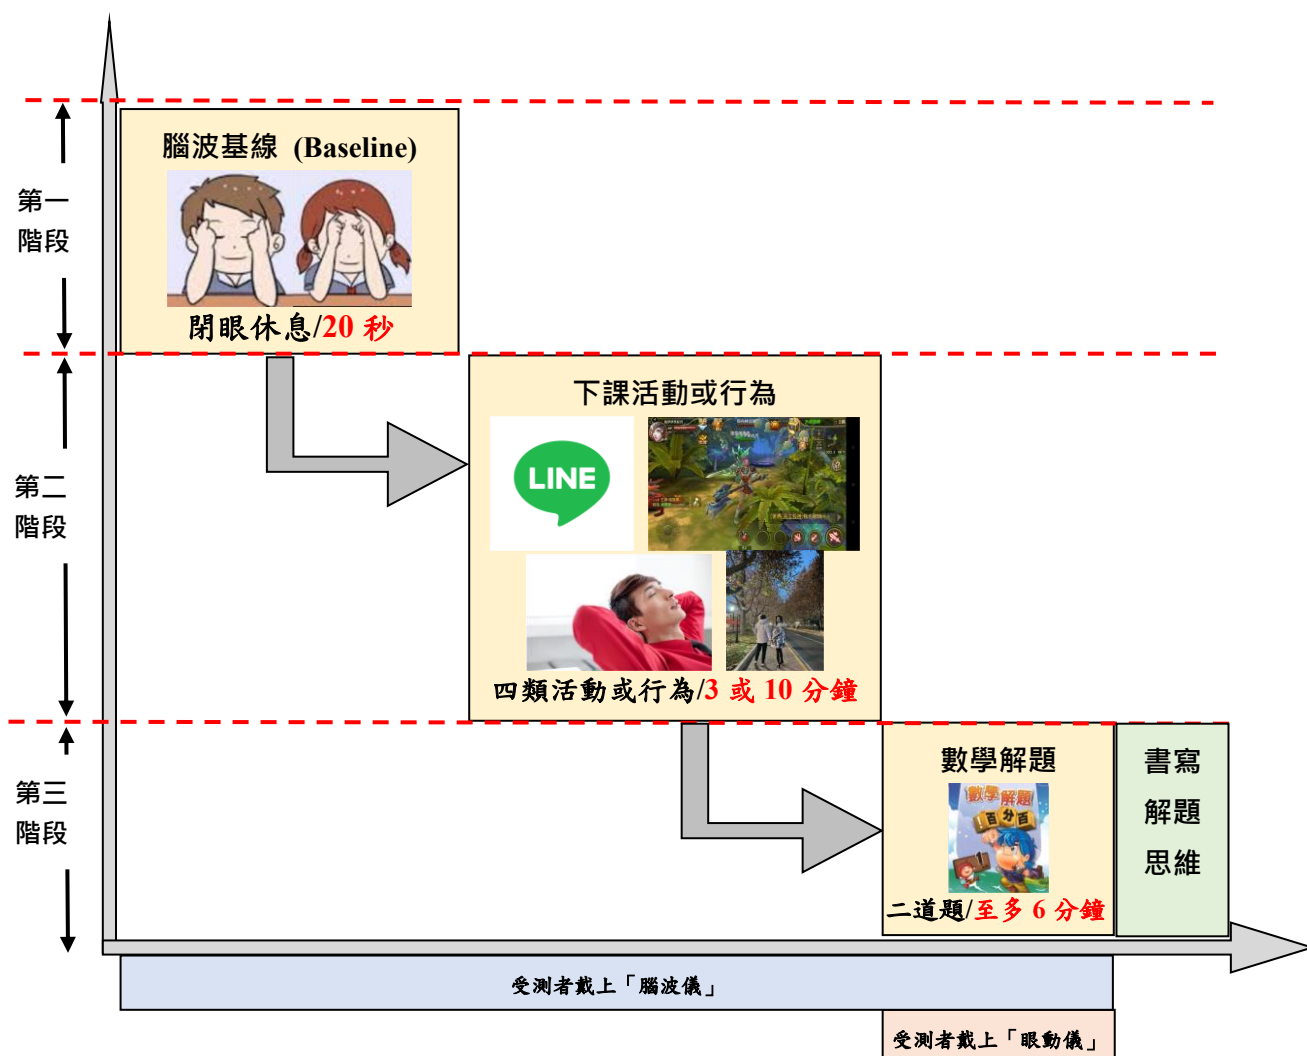 腦波基線 (Baseline)
第一
階段
閉眼休息/20 秒
下課活動或行為
LINE
第二
階段
四類活動或行為/3 或 10 分鐘
第三
階段
數學解題
數學解題
百分百
二道題/至多 6 分鐘
書寫
解題
思維
受測者戴上「腦波儀」
受測者戴上「眼動儀」